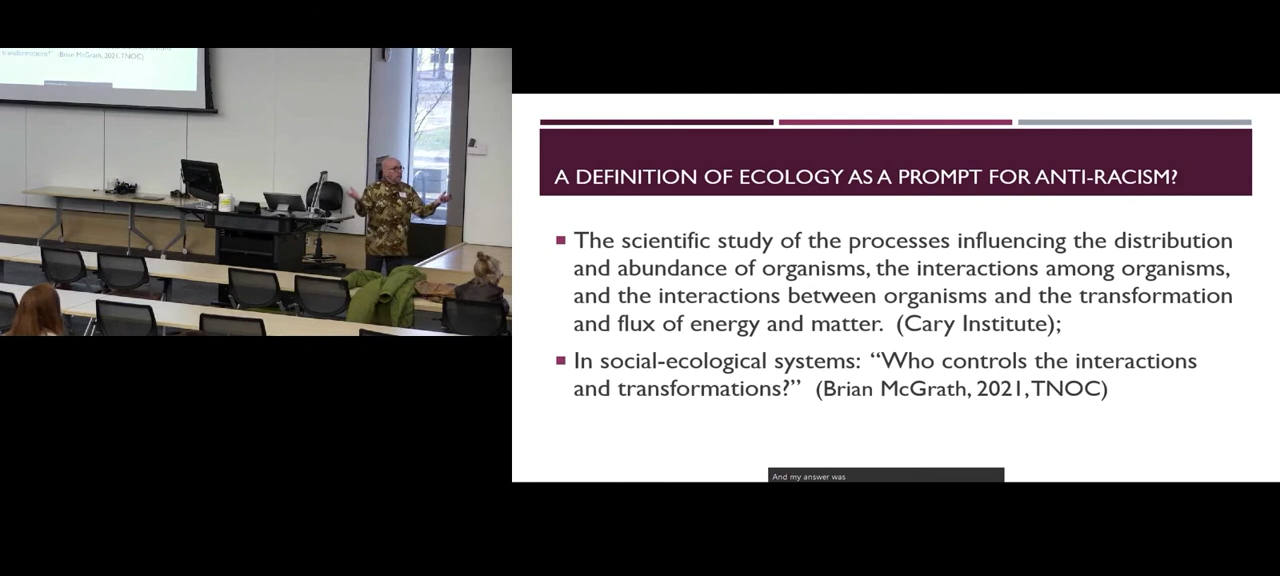 transformations?" (Brian McGrath, 2021, TNOC)
A DEFINITION OF ECOLOGY AS A PROMPT FOR ANTI-RACISM?
▪ The scientific study of the processes influencing the distribution
and abundance of organisms, the interactions among organisms,
and the interactions between organisms and the transformation
and flux of energy and matter. (Cary Institute);
▪ In social-ecological systems: “Who controls the interactions
and transformations?” (Brian McGrath, 2021, TNOC)
And my answer was